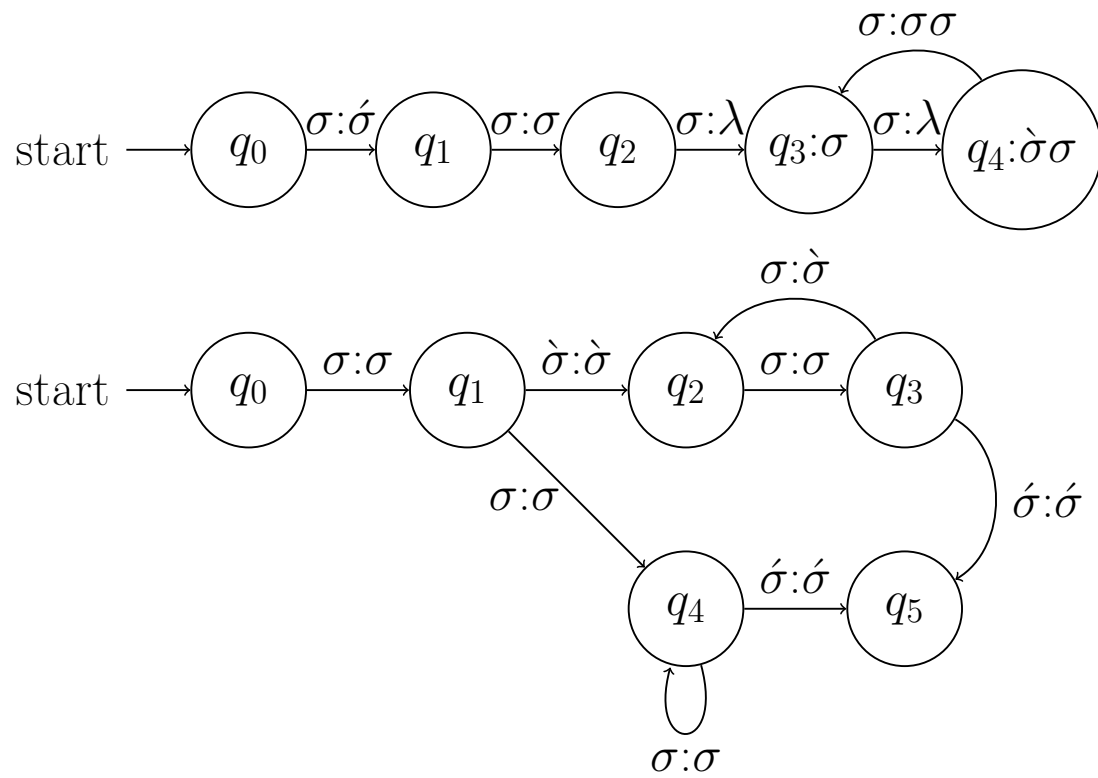 σ:σσ
start q₀ σ:σ́ q₁ σ:σ q₂ σ:λ q₃:σ σ:λ q₄:σ̀σ
σ:σ̀
start q₀ σ:σ q₁ σ̀:σ̀ q₂ σ:σ q₃
σ:σ σ́:σ́
q₄ σ́:σ́ q₅
σ:σ